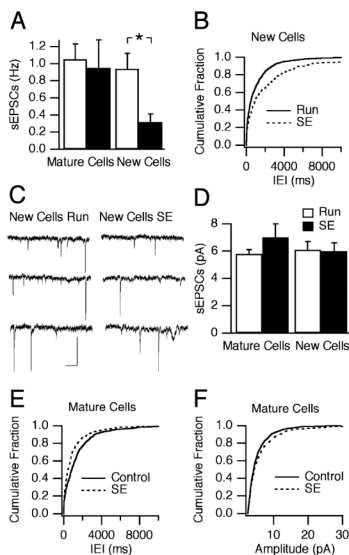 A
sEPSCs (Hz)
1.2
1.0
0.8
0.6
0.4
0.2
0.0
*
Mature Cells New Cells
B
New Cells
Cumulative Fraction
1.0
0.8
0.6
0.4
0.2
0.0
Run
SE
0 4000 8000
IEI (ms)
C
New Cells Run New Cells SE
D
sEPSCs (pA)
8
6
4
2
0
Run
SE
Mature Cells New Cells
E
Mature Cells
Cumulative Fraction
1.0
0.8
0.6
0.4
0.2
0.0
Control
SE
0 4000 8000
IEI (ms)
F
Mature Cells
Cumulative Fraction
1.0
0.8
0.6
0.4
0.2
0.0
Control
SE
10 20 30
Amplitude (pA)